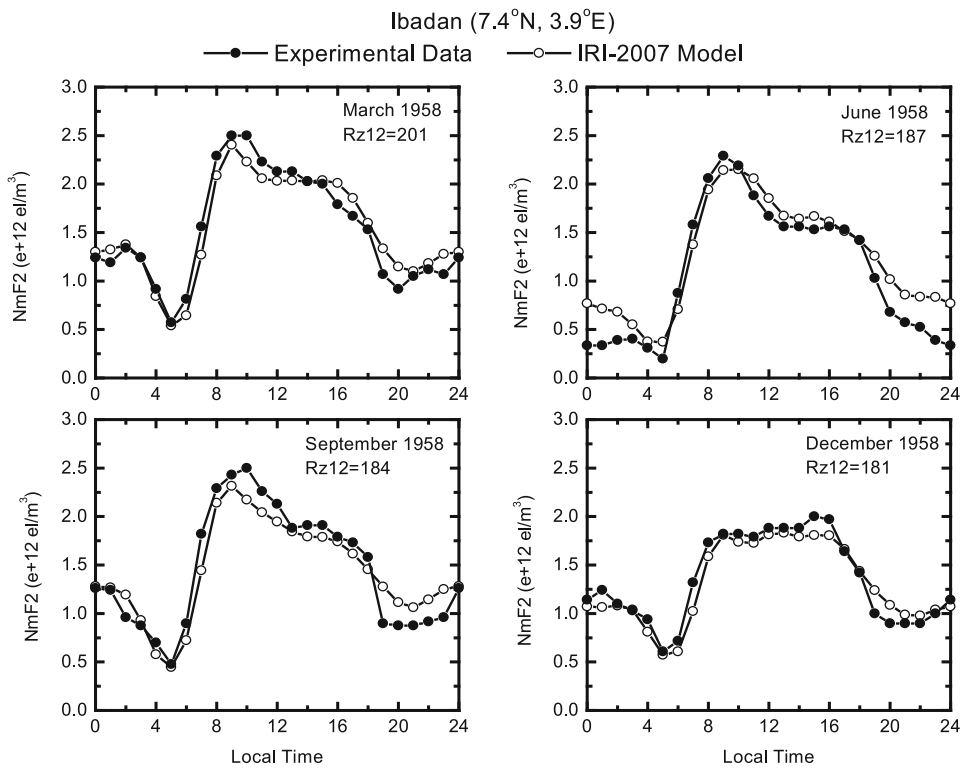 Ibadan (7.4°N, 3.9°E)
Experimental Data IRI-2007 Model
March 1958
Rz12=201
NmF2 (e+12 el/m³)
3.0
2.5
2.0
1.5
1.0
0.5
0.0
0 4 8 12 16 20 24
June 1958
Rz12=187
NmF2 (e+12 el/m³)
3.0
2.5
2.0
1.5
1.0
0.5
0.0
0 4 8 12 16 20 24
September 1958
Rz12=184
NmF2 (e+12 el/m³)
3.0
2.5
2.0
1.5
1.0
0.5
0.0
0 4 8 12 16 20 24
Local Time
December 1958
Rz12=181
NmF2 (e+12 el/m³)
3.0
2.5
2.0
1.5
1.0
0.5
0.0
0 4 8 12 16 20 24
Local Time